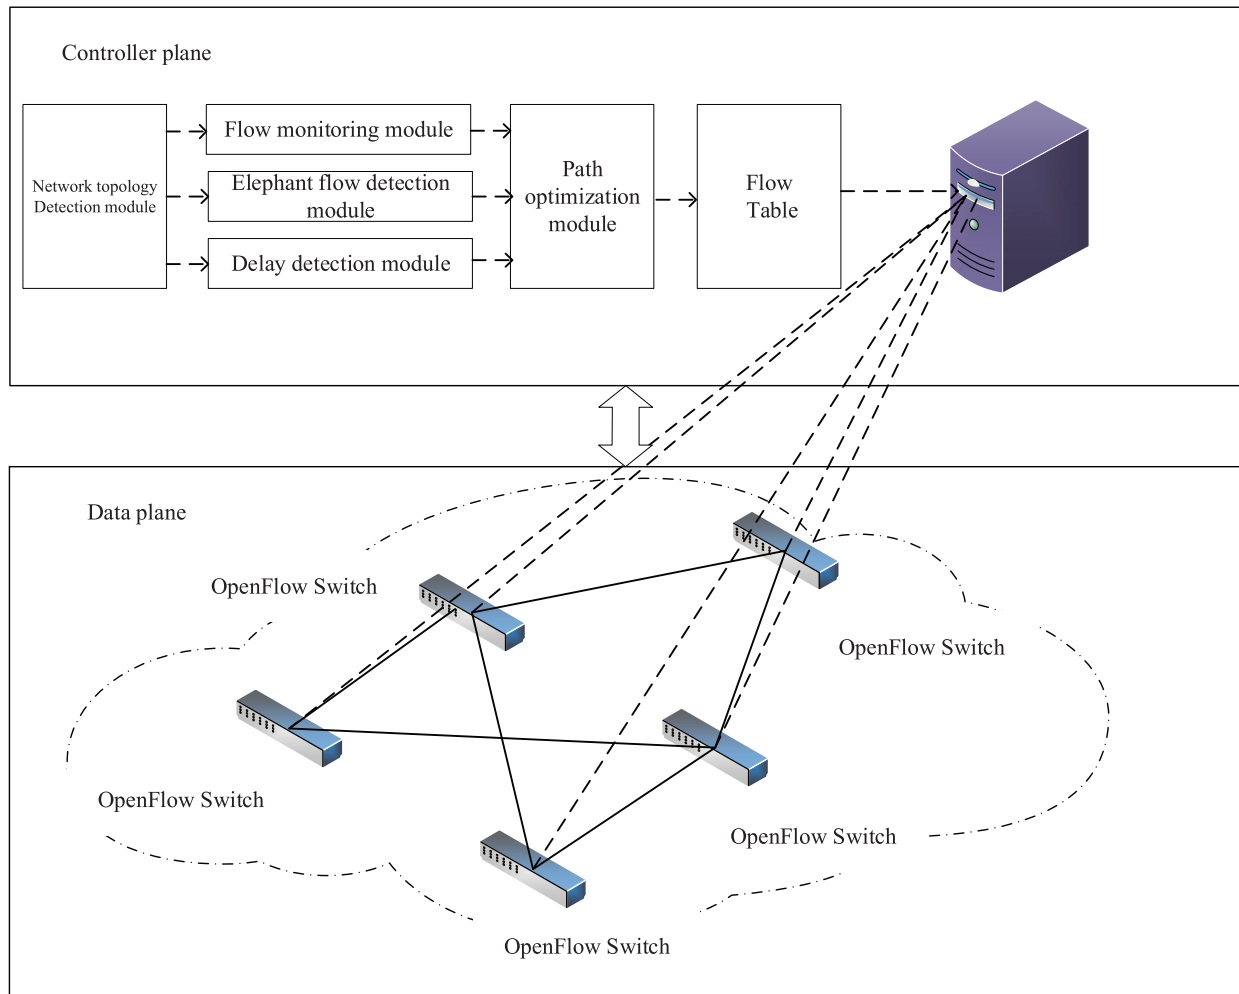 Controller plane
Network topology
Detection module
Flow monitoring module
Elephant flow detection
module
Delay detection module
Path
optimization
module
Flow
Table
Data plane
OpenFlow Switch
OpenFlow Switch
OpenFlow Switch
OpenFlow Switch
OpenFlow Switch